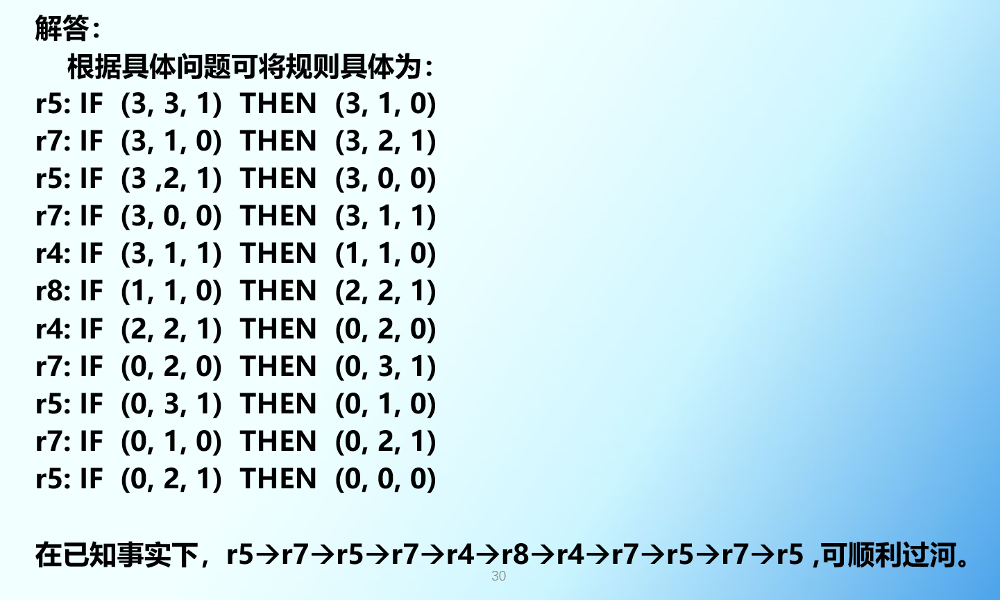 解答：
根据具体问题可将规则具体为：
r5: IF (3, 3, 1) THEN (3, 1, 0)
r7: IF (3, 1, 0) THEN (3, 2, 1)
r5: IF (3 ,2, 1) THEN (3, 0, 0)
r7: IF (3, 0, 0) THEN (3, 1, 1)
r4: IF (3, 1, 1) THEN (1, 1, 0)
r8: IF (1, 1, 0) THEN (2, 2, 1)
r4: IF (2, 2, 1) THEN (0, 2, 0)
r7: IF (0, 2, 0) THEN (0, 3, 1)
r5: IF (0, 3, 1) THEN (0, 1, 0)
r7: IF (0, 1, 0) THEN (0, 2, 1)
r5: IF (0, 2, 1) THEN (0, 0, 0)
在已知事实下，r5→r7→r5→r7→r4→r8→r4→r7→r5→r7→r5 ,可顺利过河。
30